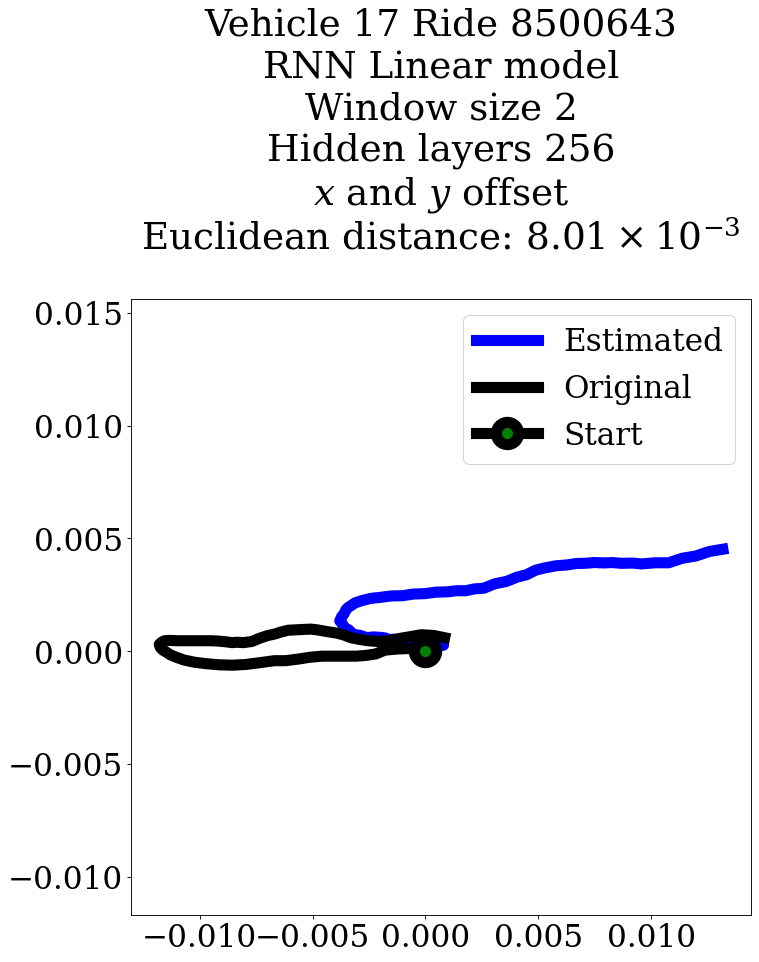 Vehicle 17 Ride 8500643
RNN Linear model
Window size 2
Hidden layers 256
x and y offset
Euclidean distance: 8.01 × 10⁻³
Estimated
Original
Start
0.015
0.010
0.005
0.000
−0.005
−0.010
−0.010 −0.005 0.000 0.005 0.010